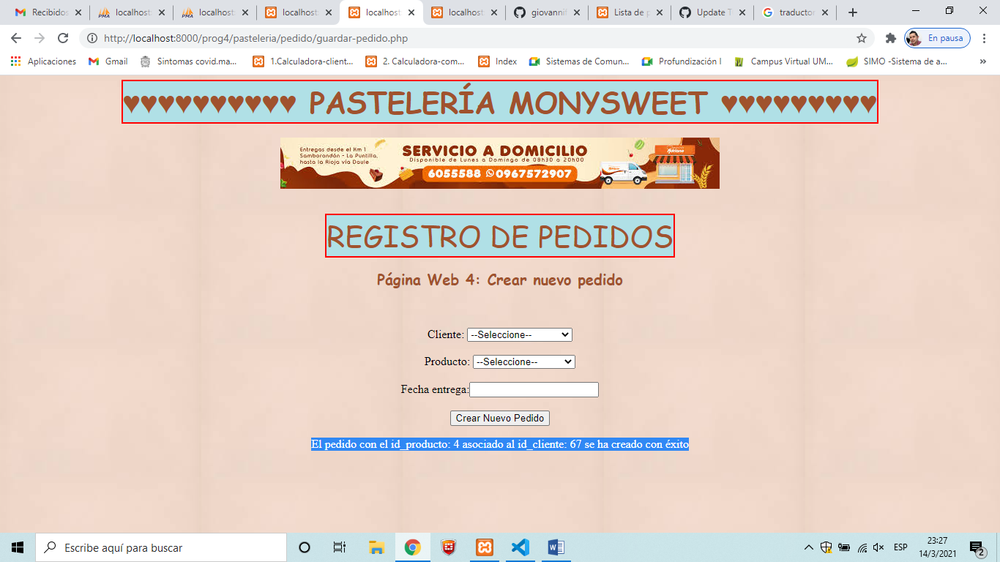 Recibidos
localhost
localhost
localhost
localhost
localhost
giovannif
Lista de p
Update Th
traductor
http://localhost:8000/prog4/pasteleria/pedido/guardar-pedido.php
En pausa
Aplicaciones
Gmail
Sintomas covid.ma...
1.Calculadora-client...
2. Calculadora-com...
Index
Sistemas de Comun...
Profundización I
Campus Virtual UM...
SIMO -Sistema de a...
»
♥♥♥♥♥♥♥♥♥♥ PASTELERÍA MONYSWEET ♥♥♥♥♥♥♥♥♥
Entregas desde el Km 1
Samborondón - La Puntilla,
hasta la Rioja vía Daule
SERVICIO A DOMICILIO
Disponible de Lunes a Domingo de 08h30 a 20h00
6055588 0967572907
REGISTRO DE PEDIDOS
Página Web 4: Crear nuevo pedido
Cliente: --Seleccione--
Producto: --Seleccione--
Fecha entrega:
Crear Nuevo Pedido
El pedido con el id_producto: 4 asociado al id_cliente: 67 se ha creado con éxito
Escribe aquí para buscar
ESP
23:27
14/3/2021
2